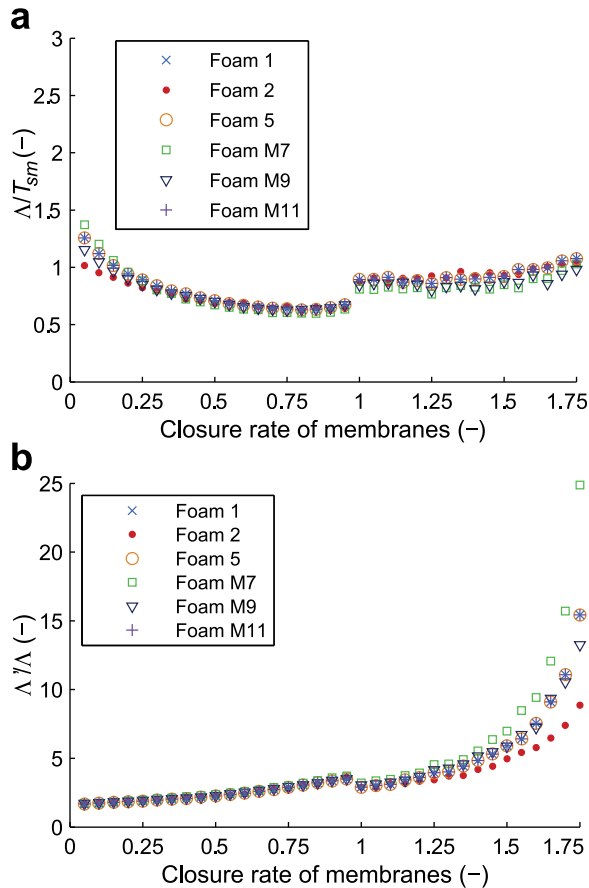 a
3
2.5
2
1.5
1
0.5
0
Λ/Tsm (−)
Foam 1
Foam 2
Foam 5
Foam M7
Foam M9
Foam M11
0 0.25 0.5 0.75 1 1.25 1.5 1.75
Closure rate of membranes (−)
b
25
20
15
10
5
0
Λ'/Λ (−)
Foam 1
Foam 2
Foam 5
Foam M7
Foam M9
Foam M11
0 0.25 0.5 0.75 1 1.25 1.5 1.75
Closure rate of membranes (−)